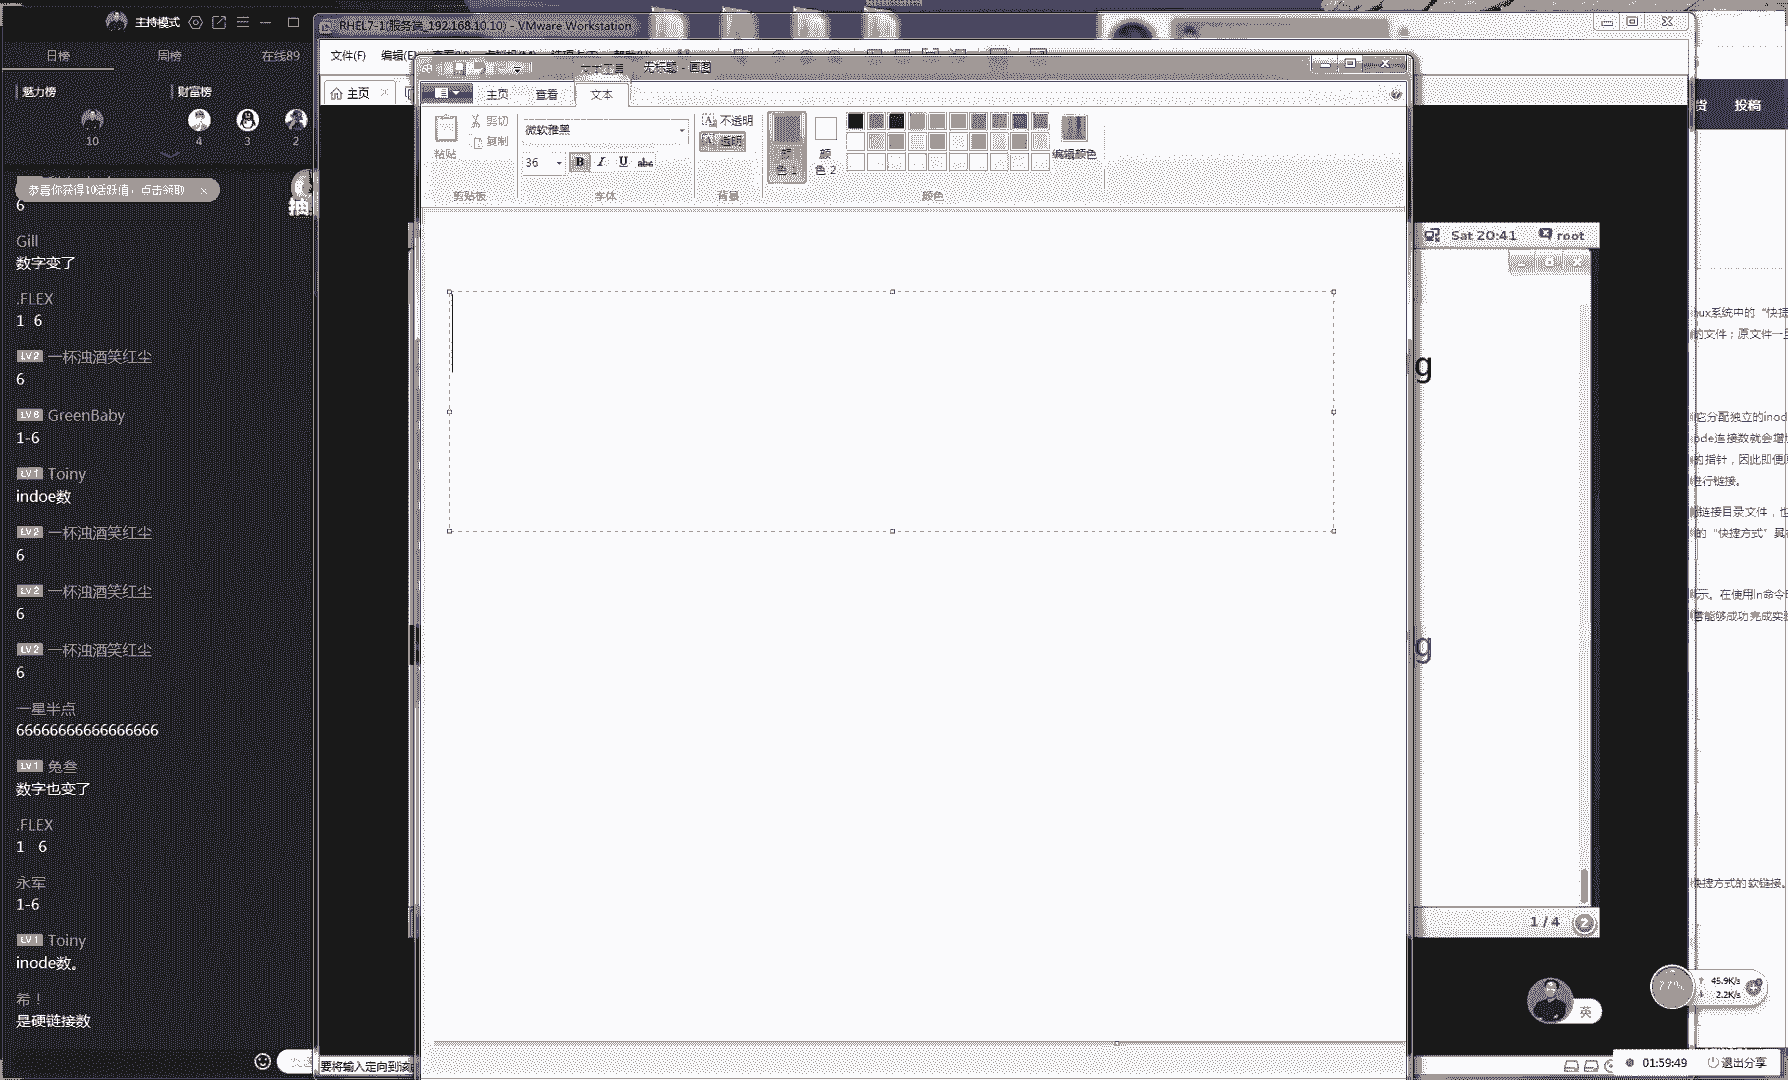 主持模式
日榜 周榜 在线89
魅力榜 财富榜
10 4 3 2
恭喜你获得10活跃值，点击领取 ×
抽
6
Gill
数字变了
.FLEX
1 6
LV2 一杯浊酒笑红尘
6
LV6 GreenBaby
1-6
LV1 Toiny
indoe数
LV2 一杯浊酒笑红尘
6
LV2 一杯浊酒笑红尘
6
LV2 一杯浊酒笑红尘
6
一星半点
66666666666666666
LV1 兔叁
数字也变了
.FLEX
1 6
永军
1-6
LV1 Toiny
inode数。
希！
是硬链接数
RHEL7-1(服务端_192.168.10.10) - VMware Workstation
文件(F) 编辑(E)
主页 ×
无标题 - 画图
主页 查看 文本
粘贴
剪切
复制
剪贴板
微软雅黑
36 B I U abc
字体
不透明
透明
背景
颜色 1
颜色 2
编辑颜色
颜色
Sat 20:41 root
g
g
1 / 4 2
货 投稿
ux系统中的“快捷
的文件；原文件一旦
它分配独立的inod
ode连接数就会增
的指针，因此即便
进行链接。
链接目录文件，也
的“快捷方式”
示。在使用ln命令
能够成功完成实
快捷方式的软链接。
77%
45.9K/s
2.2K/s
英
要将输入定向到该
01:59:49 退出分享